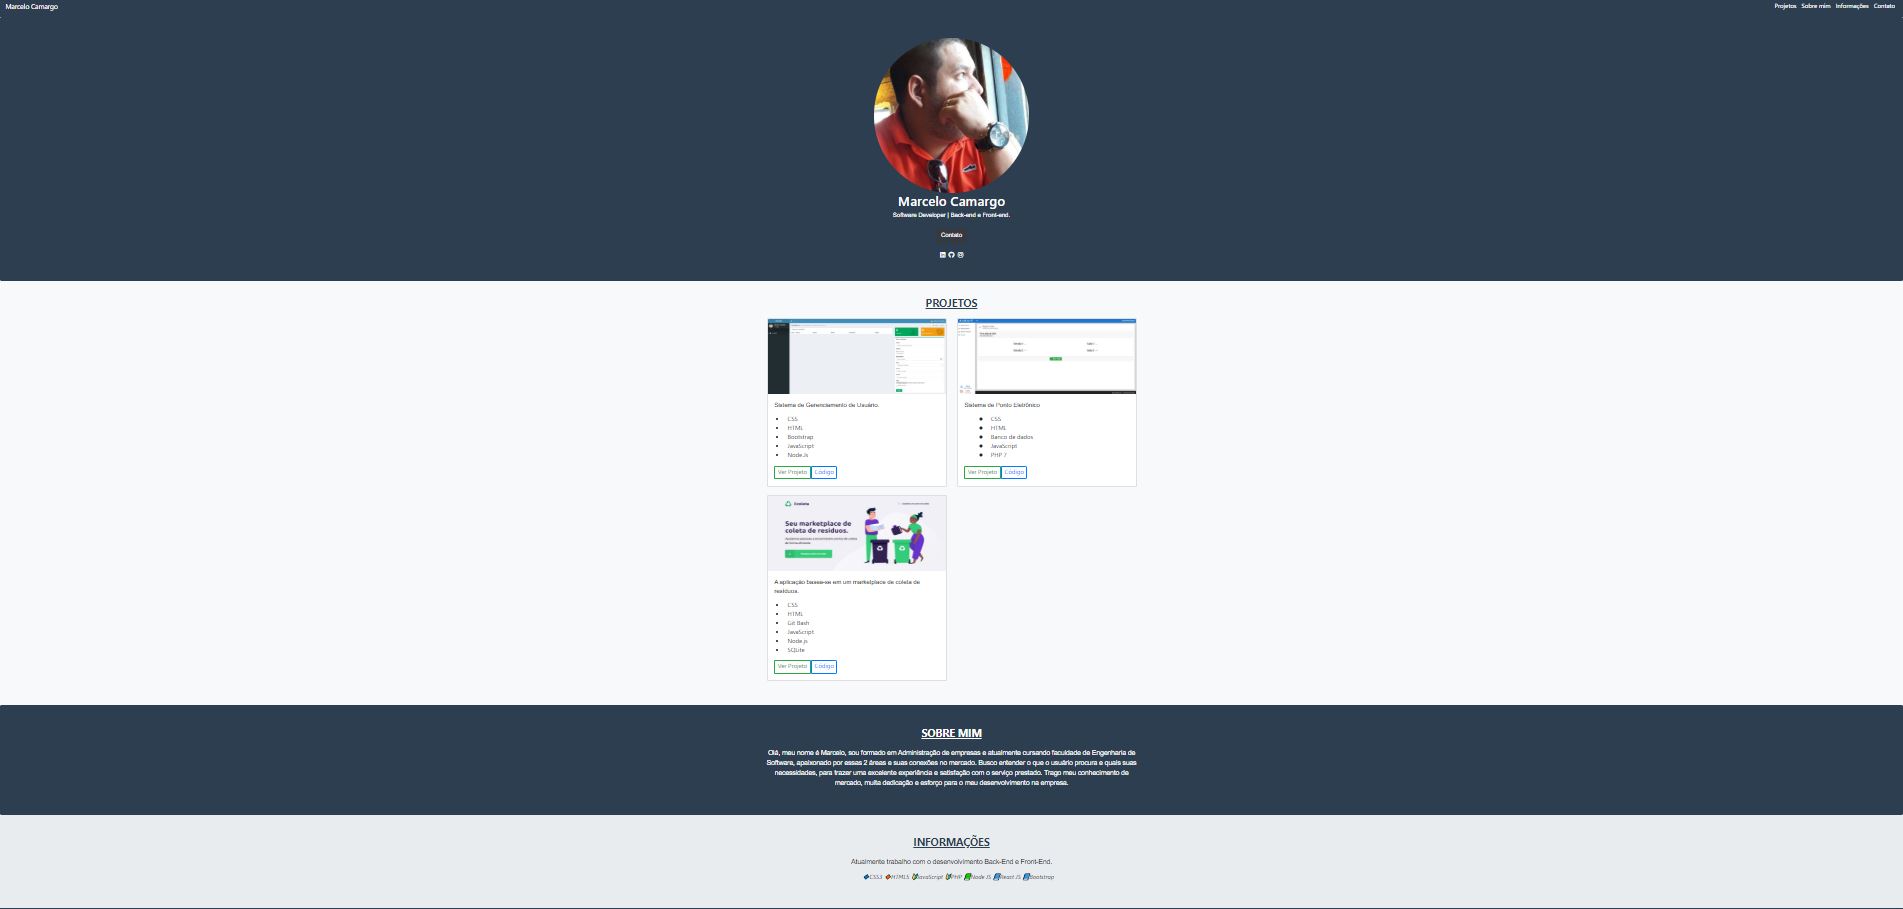 Marcelo Camargo
Projetos Sobre mim Informações Contato
Marcelo Camargo
Software Developer | Back-end e Front-end.
Contato
PROJETOS
Sistema de Gerenciamento de Usuário.
CSS
HTML
Bootstrap
JavaScript
Node.Js
Ver Projeto Código
Sistema de Ponto Eletrônico
CSS
HTML
Banco de dados
JavaScript
PHP 7
Ver Projeto Código
Ecoleta
Seu marketplace de
coleta de resíduos.
A aplicação baseia-se em um marketplace de coleta de
resíduos.
CSS
HTML
Git Bash
JavaScript
Node.js
SQLite
Ver Projeto Código
SOBRE MIM
Olá, meu nome é Marcelo, sou formado em Administração de empresas e atualmente cursando faculdade de Engenharia de
Software, apaixonado por essas 2 áreas e suas conexões no mercado. Busco entender o que o usuário procura e quais suas
necessidades, para trazer uma excelente experiência e satisfação com o serviço prestado. Trago meu conhecimento de
mercado, muita dedicação e esforço para o meu desenvolvimento na empresa.
INFORMAÇÕES
Atualmente trabalho com o desenvolvimento Back-End e Front-End.
CSS3 HTML5 JavaScript PHP Node JS React JS Bootstrap